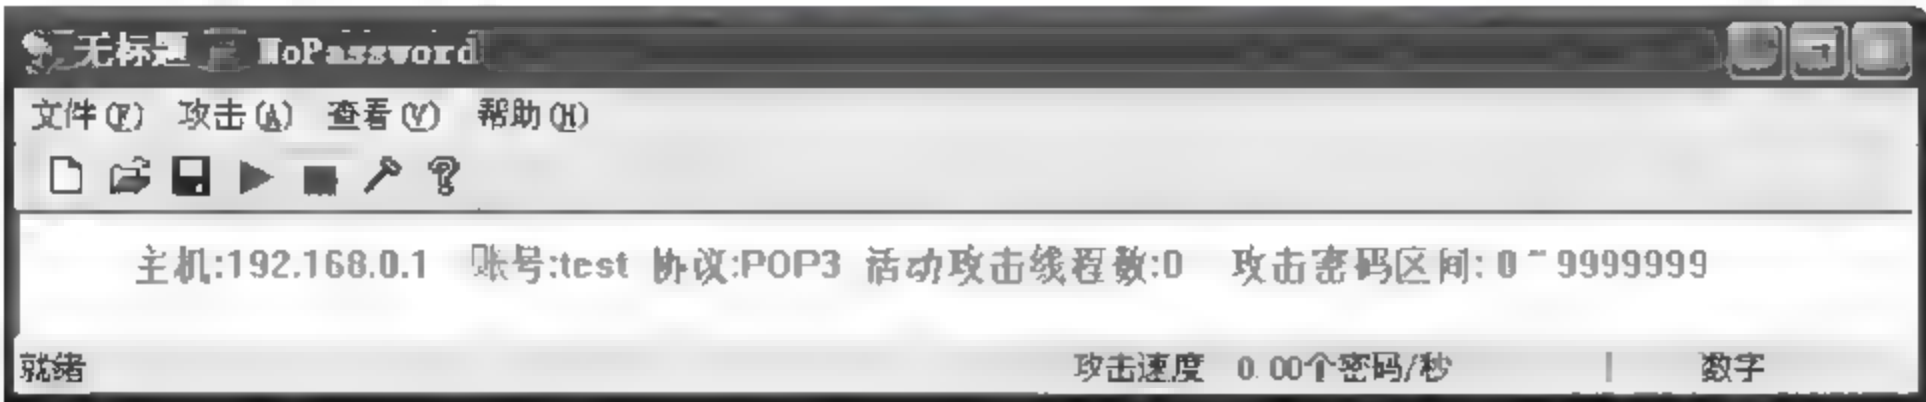 无标题 - NoPassword
文件(F) 攻击(A) 查看(V) 帮助(H)
主机:192.168.0.1 账号:test 协议:POP3 活动攻击线程数:0 攻击密码区间: 0 ~ 9999999
就绪 攻击速度 0.00个密码/秒 数字